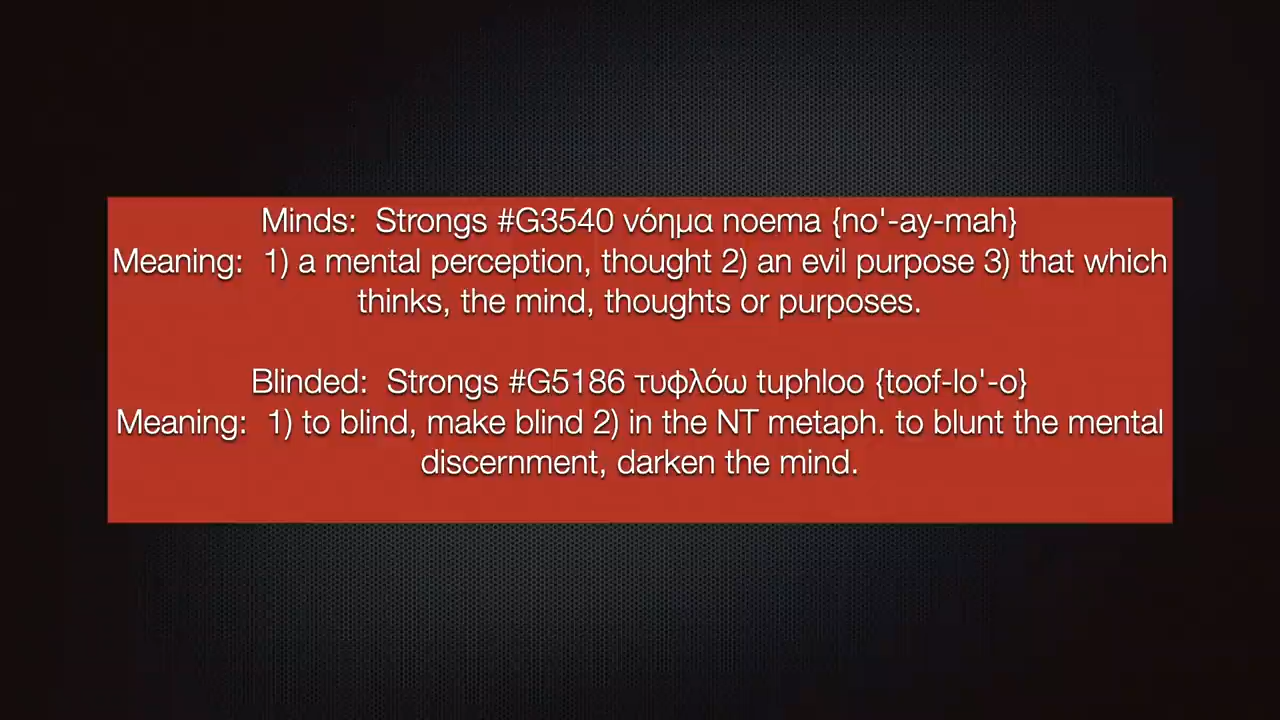 Minds:  Strongs #G3540 νόημα noema {no'-ay-mah}
Meaning:  1) a mental perception, thought 2) an evil purpose 3) that which
thinks, the mind, thoughts or purposes.
Blinded:  Strongs #G5186 τυφλόω tuphloo {toof-lo'-o}
Meaning:  1) to blind, make blind 2) in the NT metaph. to blunt the mental
discernment, darken the mind.